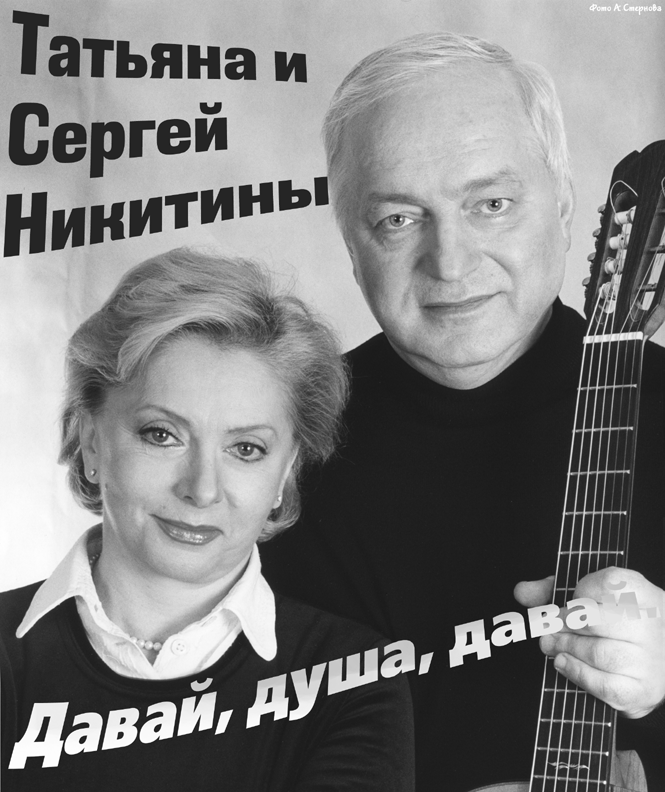 Фото А. Стернова
Татьяна и
Сергей
Никитины
Давай, душа, давай.